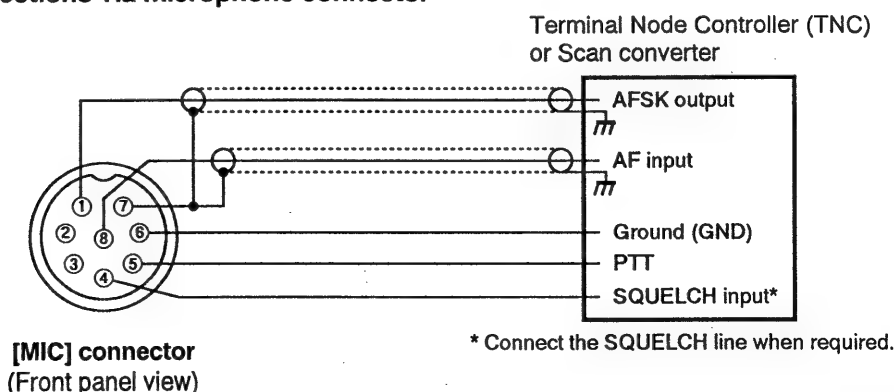 Terminal Node Controller (TNC)
or Scan converter
AFSK output
AF input
① ⑦
② ⑧ ⑥
③ ⑤
④
Ground (GND)
PTT
SQUELCH input*
* Connect the SQUELCH line when required.
[MIC] connector
(Front panel view)